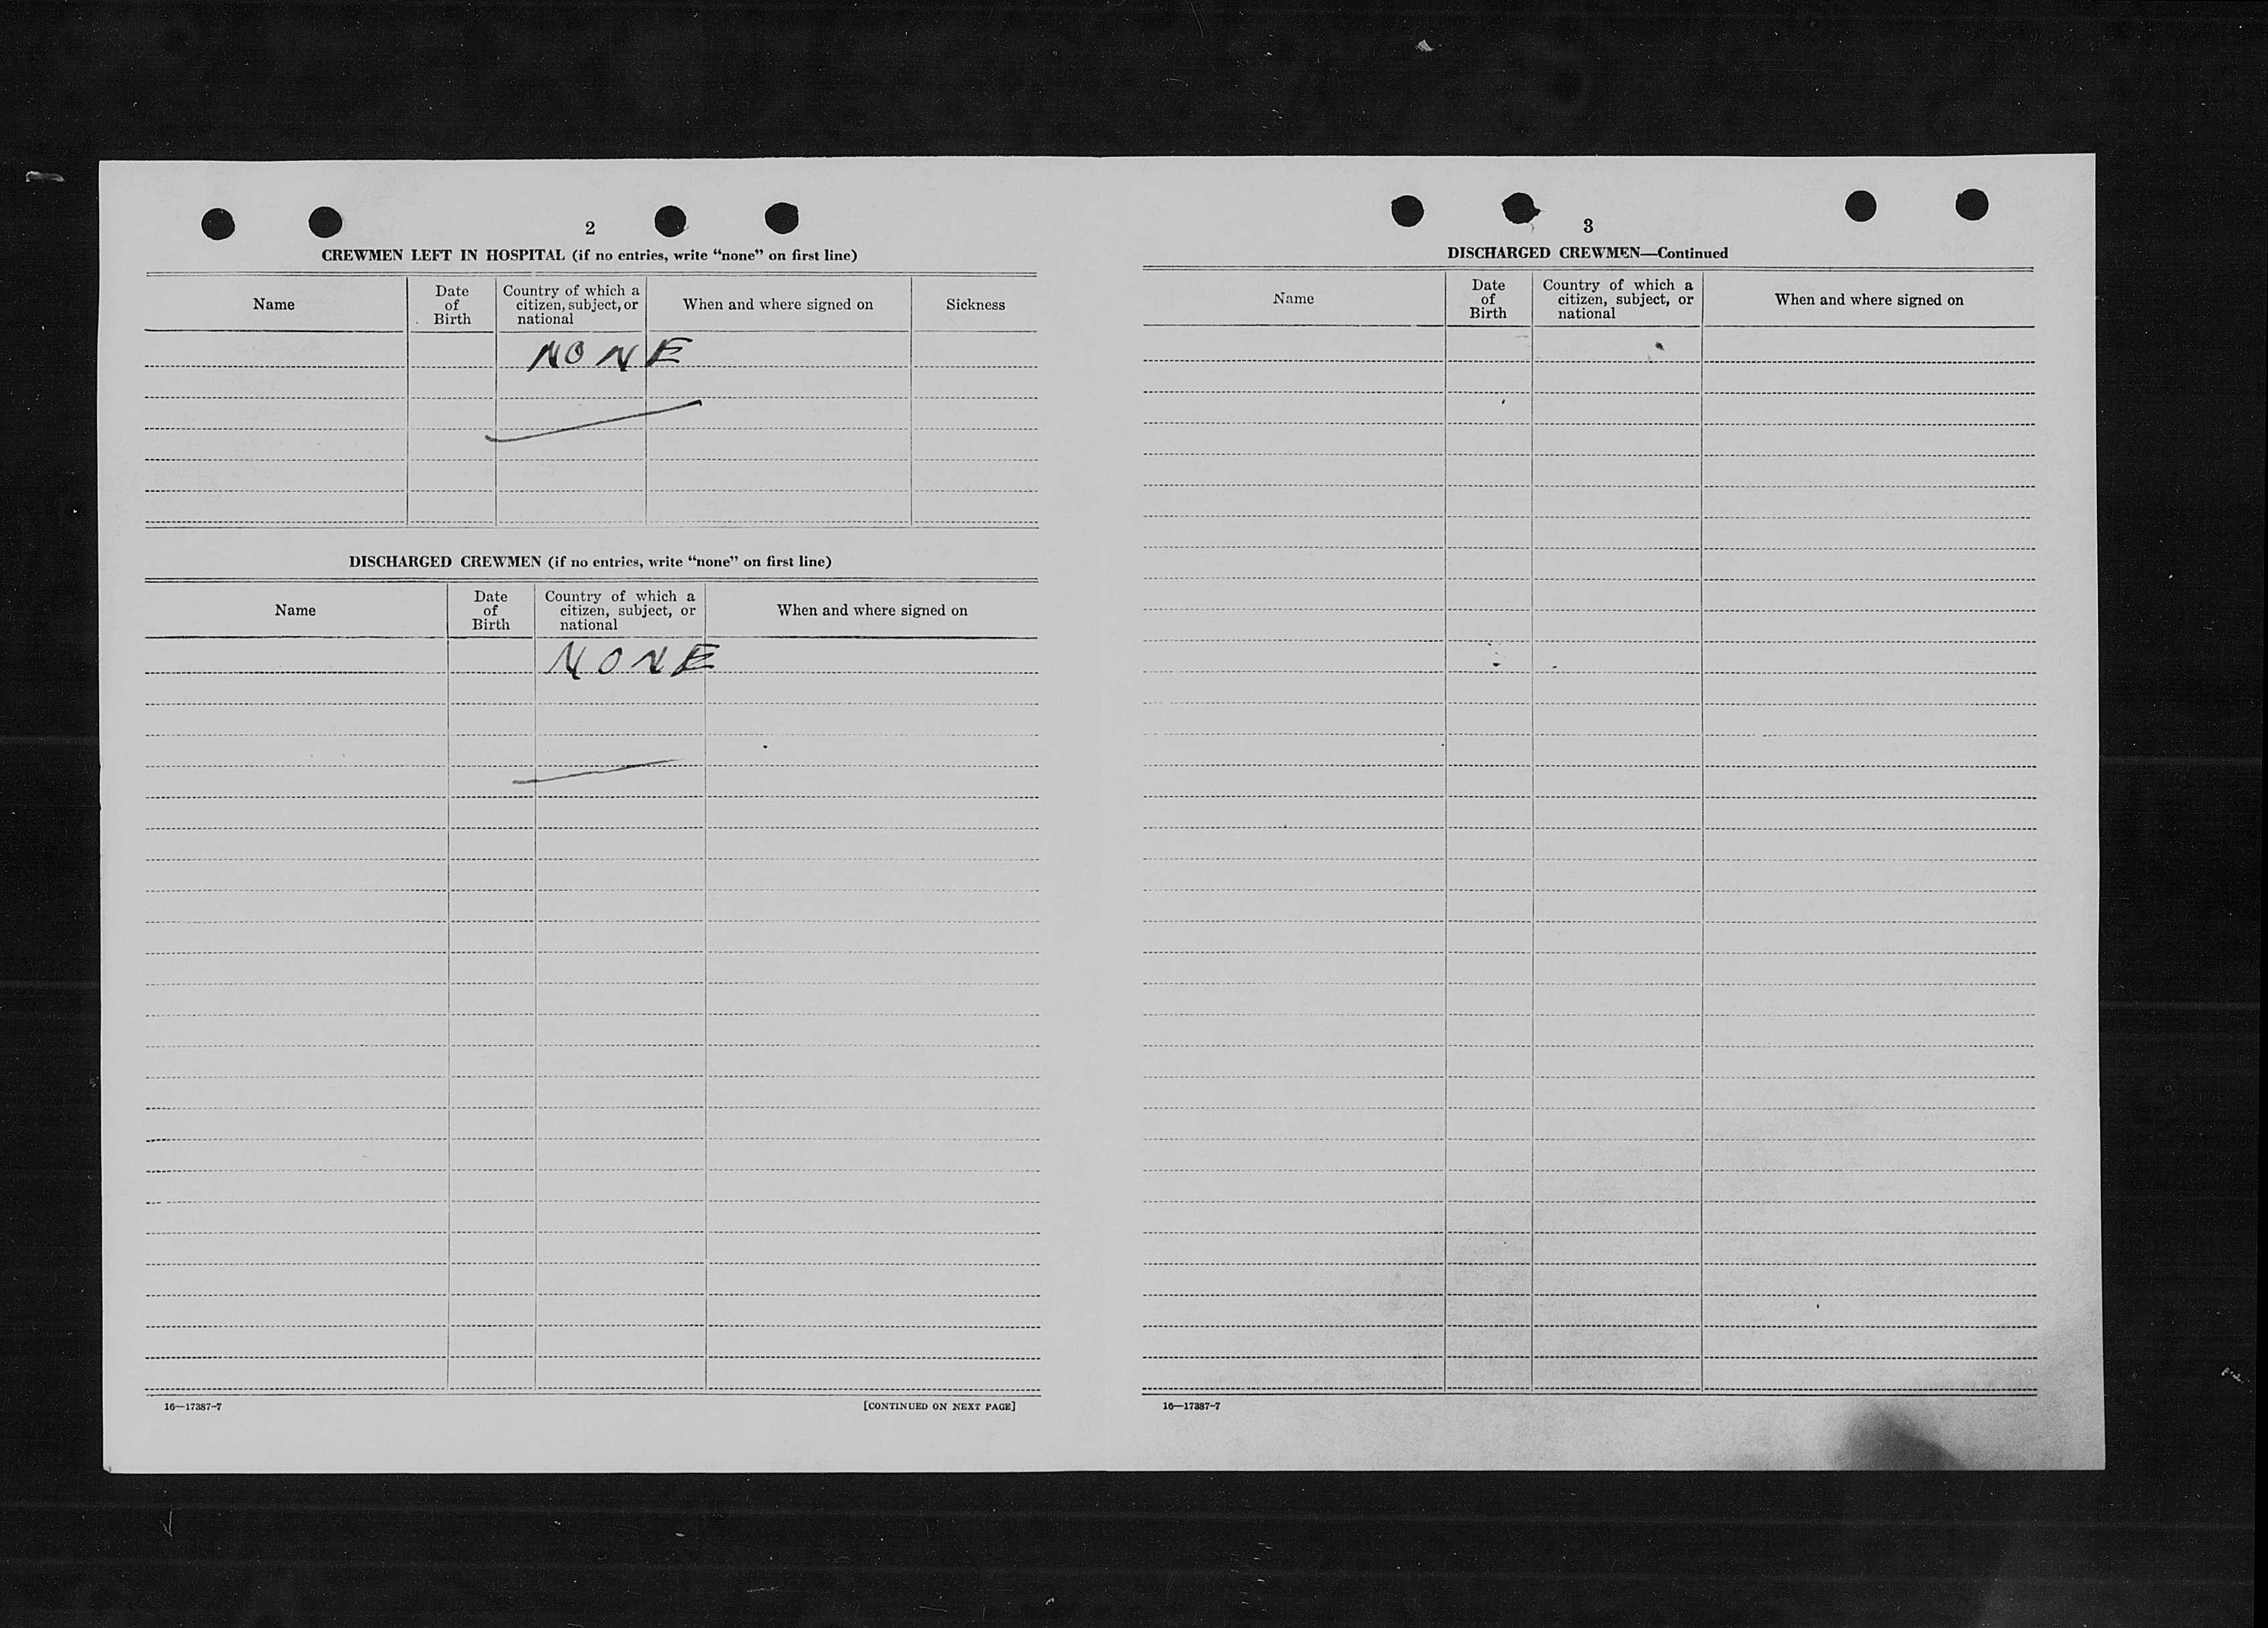 2
CREWMEN LEFT IN HOSPITAL (if no entries, write “none” on first line)
Name
Date
of
Birth
Country of which a
citizen, subject, or
national
When and where signed on
Sickness
NONE
DISCHARGED CREWMEN (if no entries, write “none” on first line)
Name
Date
of
Birth
Country of which a
citizen, subject, or
national
When and where signed on
NONE
16—17387-7
[CONTINUED ON NEXT PAGE]
3
DISCHARGED CREWMEN—Continued
Name
Date
of
Birth
Country of which a
citizen, subject, or
national
When and where signed on
16—17387-7